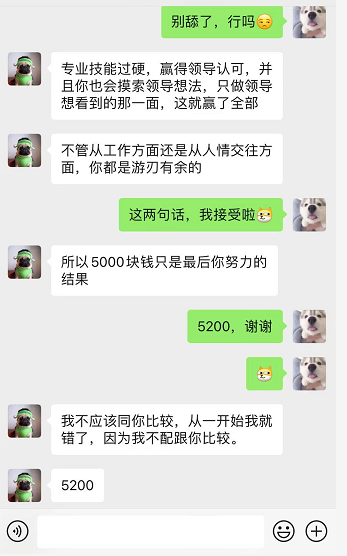 别舔了，行吗😏
专业技能过硬，赢得领导认可，并
且你也会摸索领导想法，只做领导
想看到的那一面，这就赢了全部
不管从工作方面还是从人情交往方
面，你都是游刃有余的
这两句话，我接受啦
所以5000块钱只是最后你努力的
结果
5200，谢谢
我不应该同你比较，从一开始我就
错了，因为我不配跟你比较。
5200